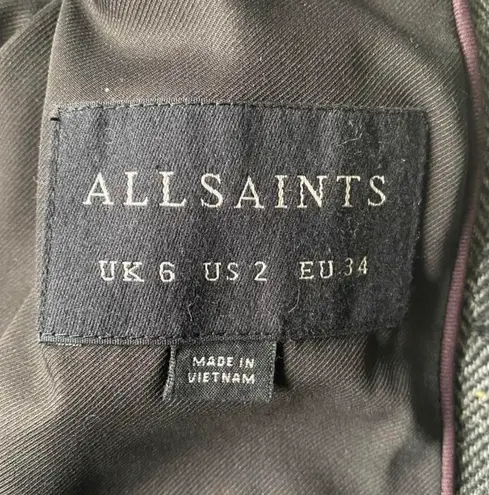 ALLSAINTS
UK 6 US 2 EU 34
MADE IN
VIETNAM